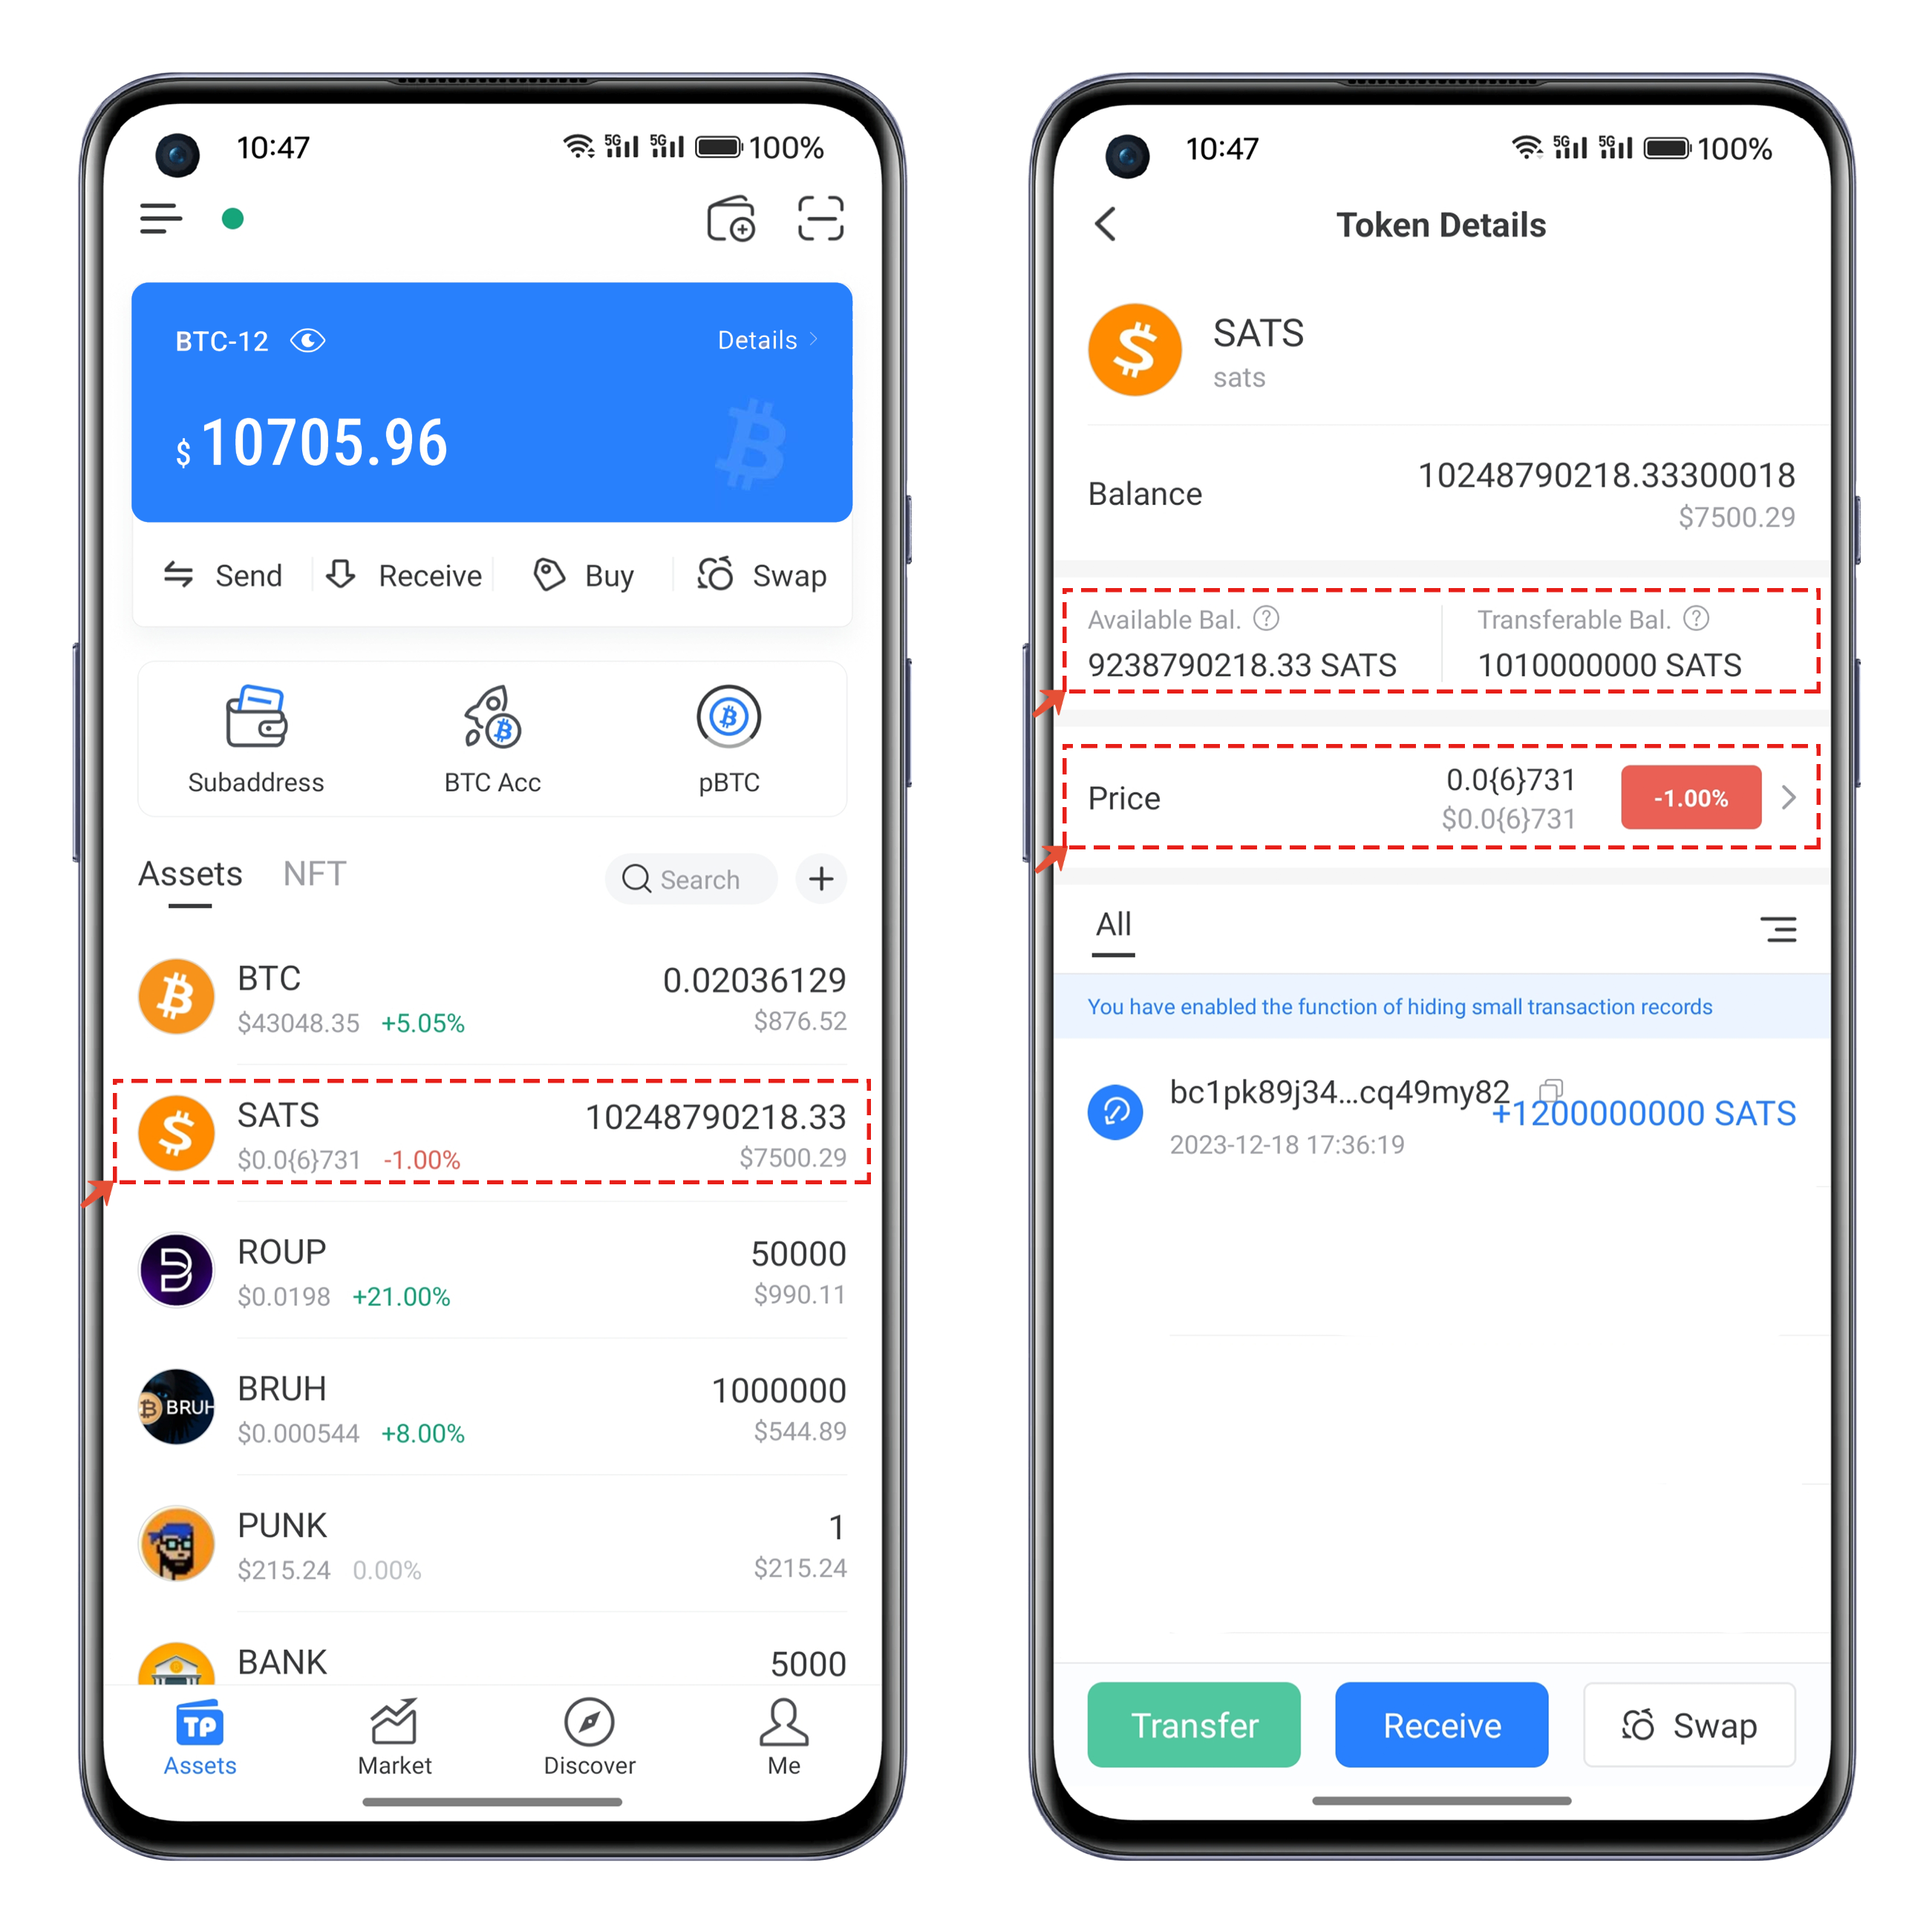 10:47
5G 5G 100%
BTC-12
Details
$ 10705.96
Send
Receive
Buy
Swap
Subaddress
BTC Acc
pBTC
Assets
NFT
Search
BTC
0.02036129
$43048.35 +5.05%
$876.52
SATS
10248790218.33
$0.0{6}731 -1.00%
$7500.29
ROUP
50000
$0.0198 +21.00%
$990.11
BRUH
BRUH
1000000
$0.000544 +8.00%
$544.89
PUNK
1
$215.24 0.00%
$215.24
BANK
5000
TP
Assets
Market
Discover
Me
10:47
5G 5G 100%
Token Details
SATS
sats
Balance
10248790218.33300018
$7500.29
Available Bal. ?
9238790218.33 SATS
Transferable Bal. ?
1010000000 SATS
Price
0.0{6}731
$0.0{6}731
-1.00%
All
You have enabled the function of hiding small transaction records
bc1pk89j34...cq49my82
+1200000000 SATS
2023-12-18 17:36:19
Transfer
Receive
Swap